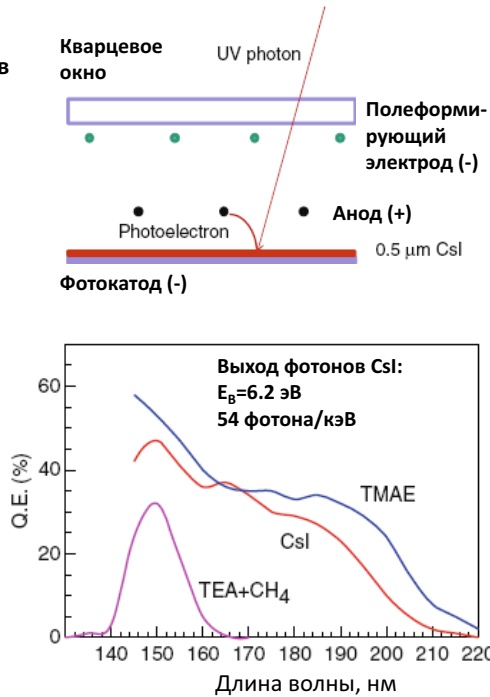 Кварцевое
окно
в
UV photon
Полеформи-
рующий
электрод (-)
Анод (+)
Photoelectron
0.5 μm CsI
Фотокатод (-)
Выход фотонов CsI:
E_B=6.2 эВ
54 фотона/кэВ
60
40
20
0
Q.E. (%)
TMAE
CsI
TEA+CH₄
140 150 160 170 180 190 200 210 220
Длина волны, нм